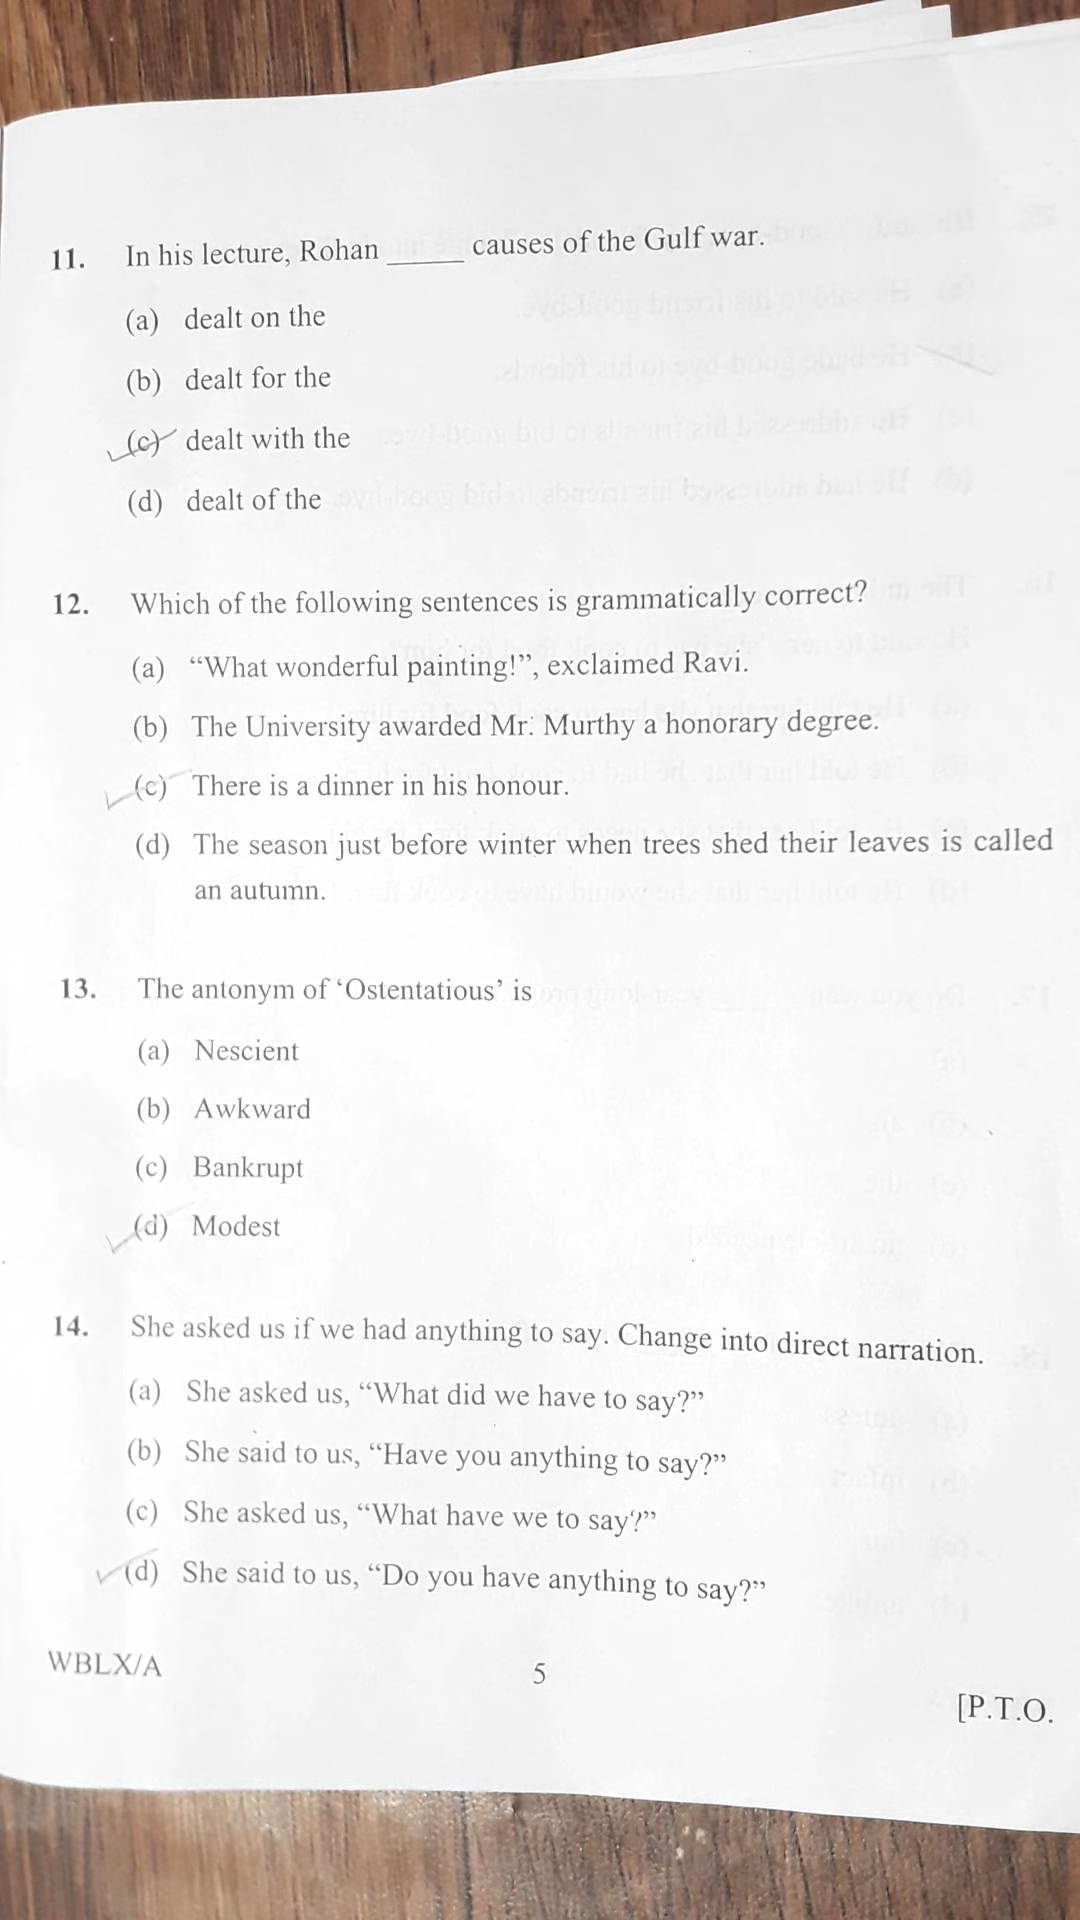 11. In his lecture, Rohan _____ causes of the Gulf war.
(a) dealt on the
(b) dealt for the
(c) dealt with the
(d) dealt of the
12. Which of the following sentences is grammatically correct?
(a) “What wonderful painting!”, exclaimed Ravi.
(b) The University awarded Mr. Murthy a honorary degree.
(c) There is a dinner in his honour.
(d) The season just before winter when trees shed their leaves is called
an autumn.
13. The antonym of ‘Ostentatious’ is
(a) Nescient
(b) Awkward
(c) Bankrupt
(d) Modest
14. She asked us if we had anything to say. Change into direct narration.
(a) She asked us, “What did we have to say?”
(b) She said to us, “Have you anything to say?”
(c) She asked us, “What have we to say?”
(d) She said to us, “Do you have anything to say?”
WBLX/A
5
[P.T.O.